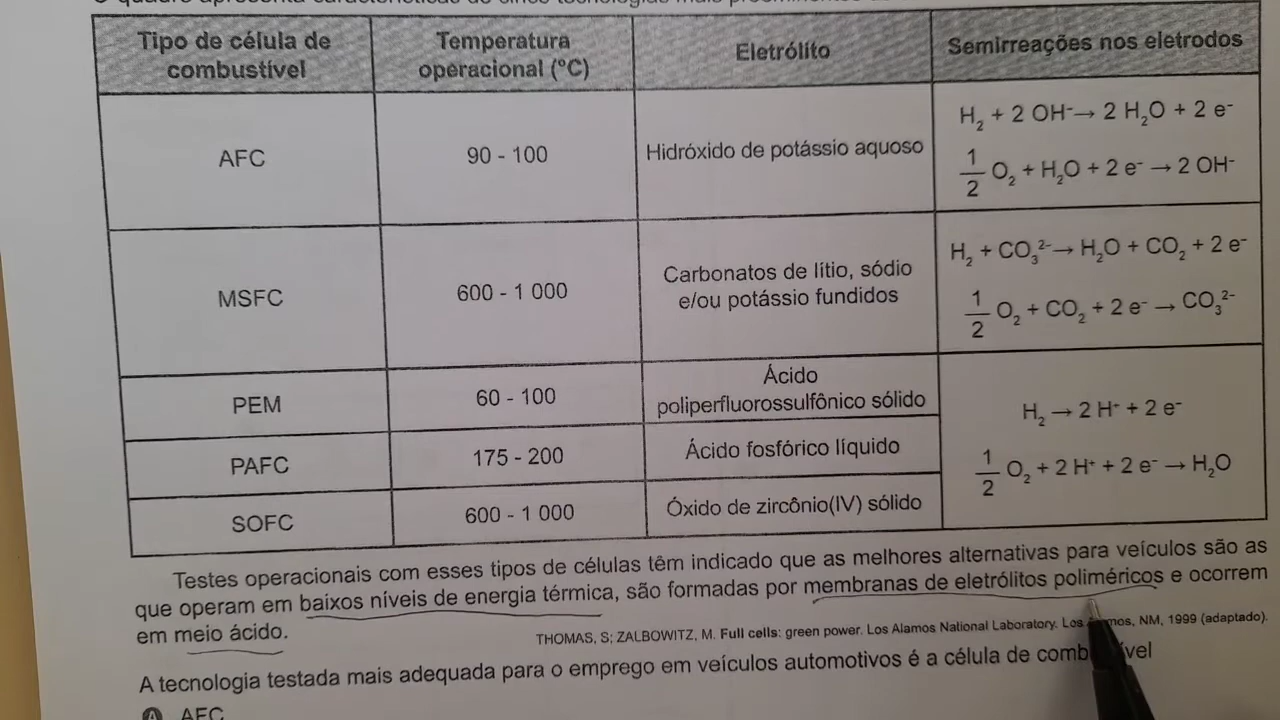 Tipo de célula de combustível
Temperatura operacional (ºC)
Eletrólito
Semirreações nos eletrodos
AFC
90 - 100
Hidróxido de potássio aquoso
H₂ + 2 OH⁻ → 2 H₂O + 2 e⁻
1/2 O₂ + H₂O + 2 e⁻ → 2 OH⁻
MSFC
600 - 1 000
Carbonatos de lítio, sódio
e/ou potássio fundidos
H₂ + CO₃²⁻ → H₂O + CO₂ + 2 e⁻
1/2 O₂ + CO₂ + 2 e⁻ → CO₃²⁻
PEM
60 - 100
Ácido
poliperfluorossulfônico sólido
PAFC
175 - 200
Ácido fosfórico líquido
SOFC
600 - 1 000
Óxido de zircônio(IV) sólido
H₂ → 2 H⁺ + 2 e⁻
1/2 O₂ + 2 H⁺ + 2 e⁻ → H₂O
Testes operacionais com esses tipos de células têm indicado que as melhores alternativas para veículos são as
que operam em baixos níveis de energia térmica, são formadas por membranas de eletrólitos poliméricos e ocorrem
em meio ácido.
THOMAS, S; ZALBOWITZ, M. Full cells: green power. Los Alamos National Laboratory. Los mos, NM, 1999 (adaptado).
A tecnologia testada mais adequada para o emprego em veículos automotivos é a célula de comb vel
A AFC